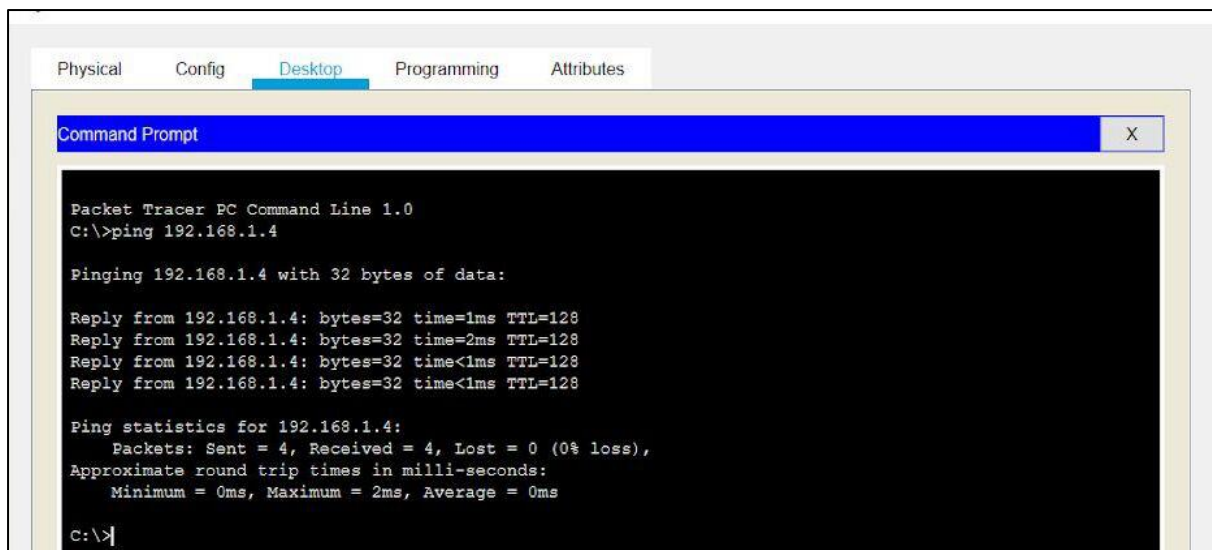 Physical Config Desktop Programming Attributes
Command Prompt X
Packet Tracer PC Command Line 1.0
C:\>ping 192.168.1.4
Pinging 192.168.1.4 with 32 bytes of data:
Reply from 192.168.1.4: bytes=32 time=1ms TTL=128
Reply from 192.168.1.4: bytes=32 time=2ms TTL=128
Reply from 192.168.1.4: bytes=32 time<1ms TTL=128
Reply from 192.168.1.4: bytes=32 time<1ms TTL=128
Ping statistics for 192.168.1.4:
Packets: Sent = 4, Received = 4, Lost = 0 (0% loss),
Approximate round trip times in milli-seconds:
Minimum = 0ms, Maximum = 2ms, Average = 0ms
C:\>